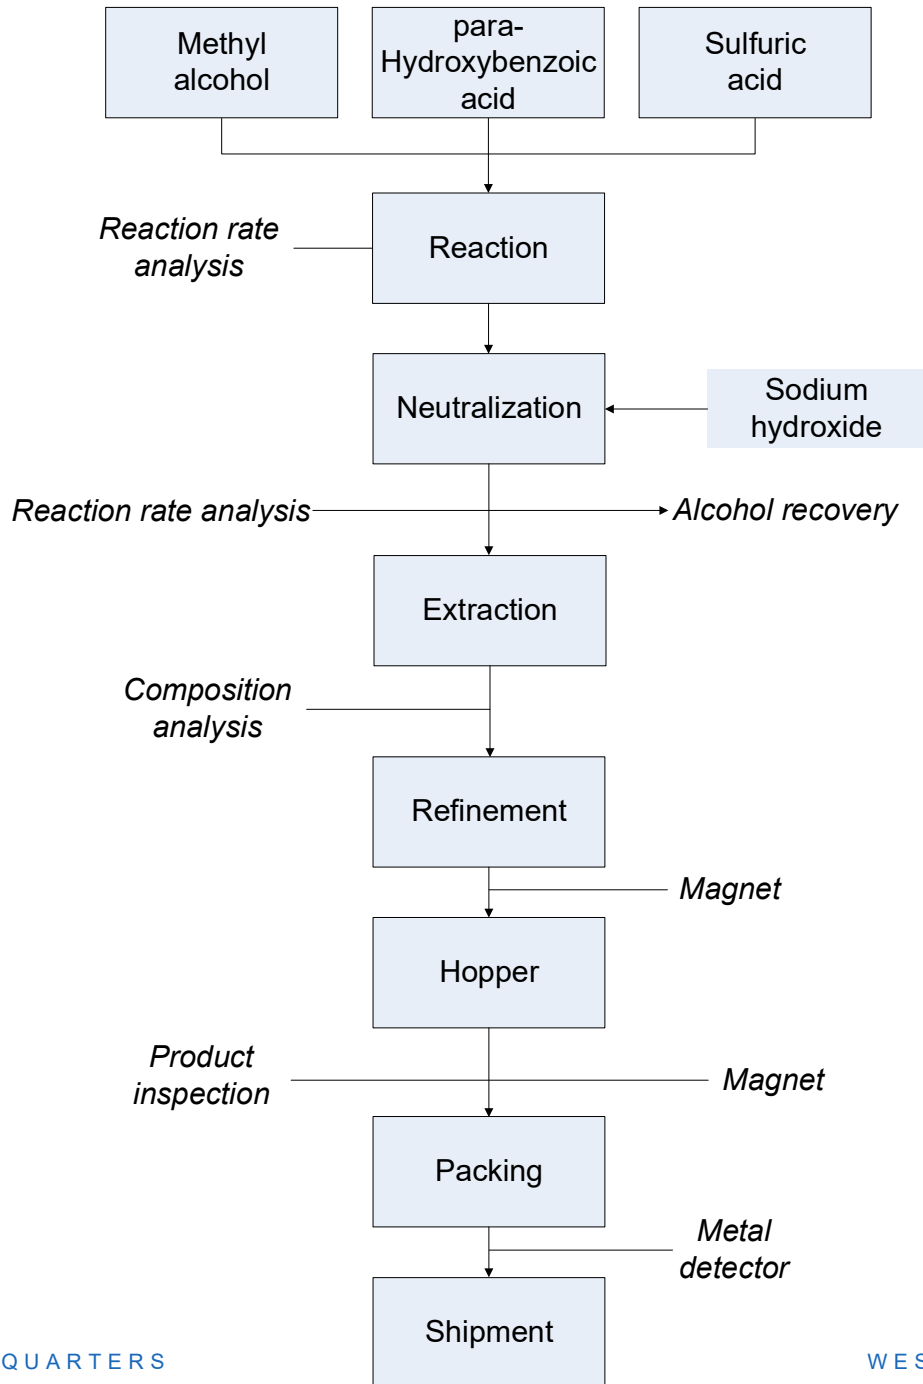 Methyl
alcohol
para-
Hydroxybenzoic
acid
Sulfuric
acid
Reaction rate
analysis
Reaction
Neutralization
Sodium
hydroxide
Reaction rate analysis
Alcohol recovery
Extraction
Composition
analysis
Refinement
Magnet
Hopper
Product
inspection
Magnet
Packing
Metal
detector
Shipment
QUARTERS
WES